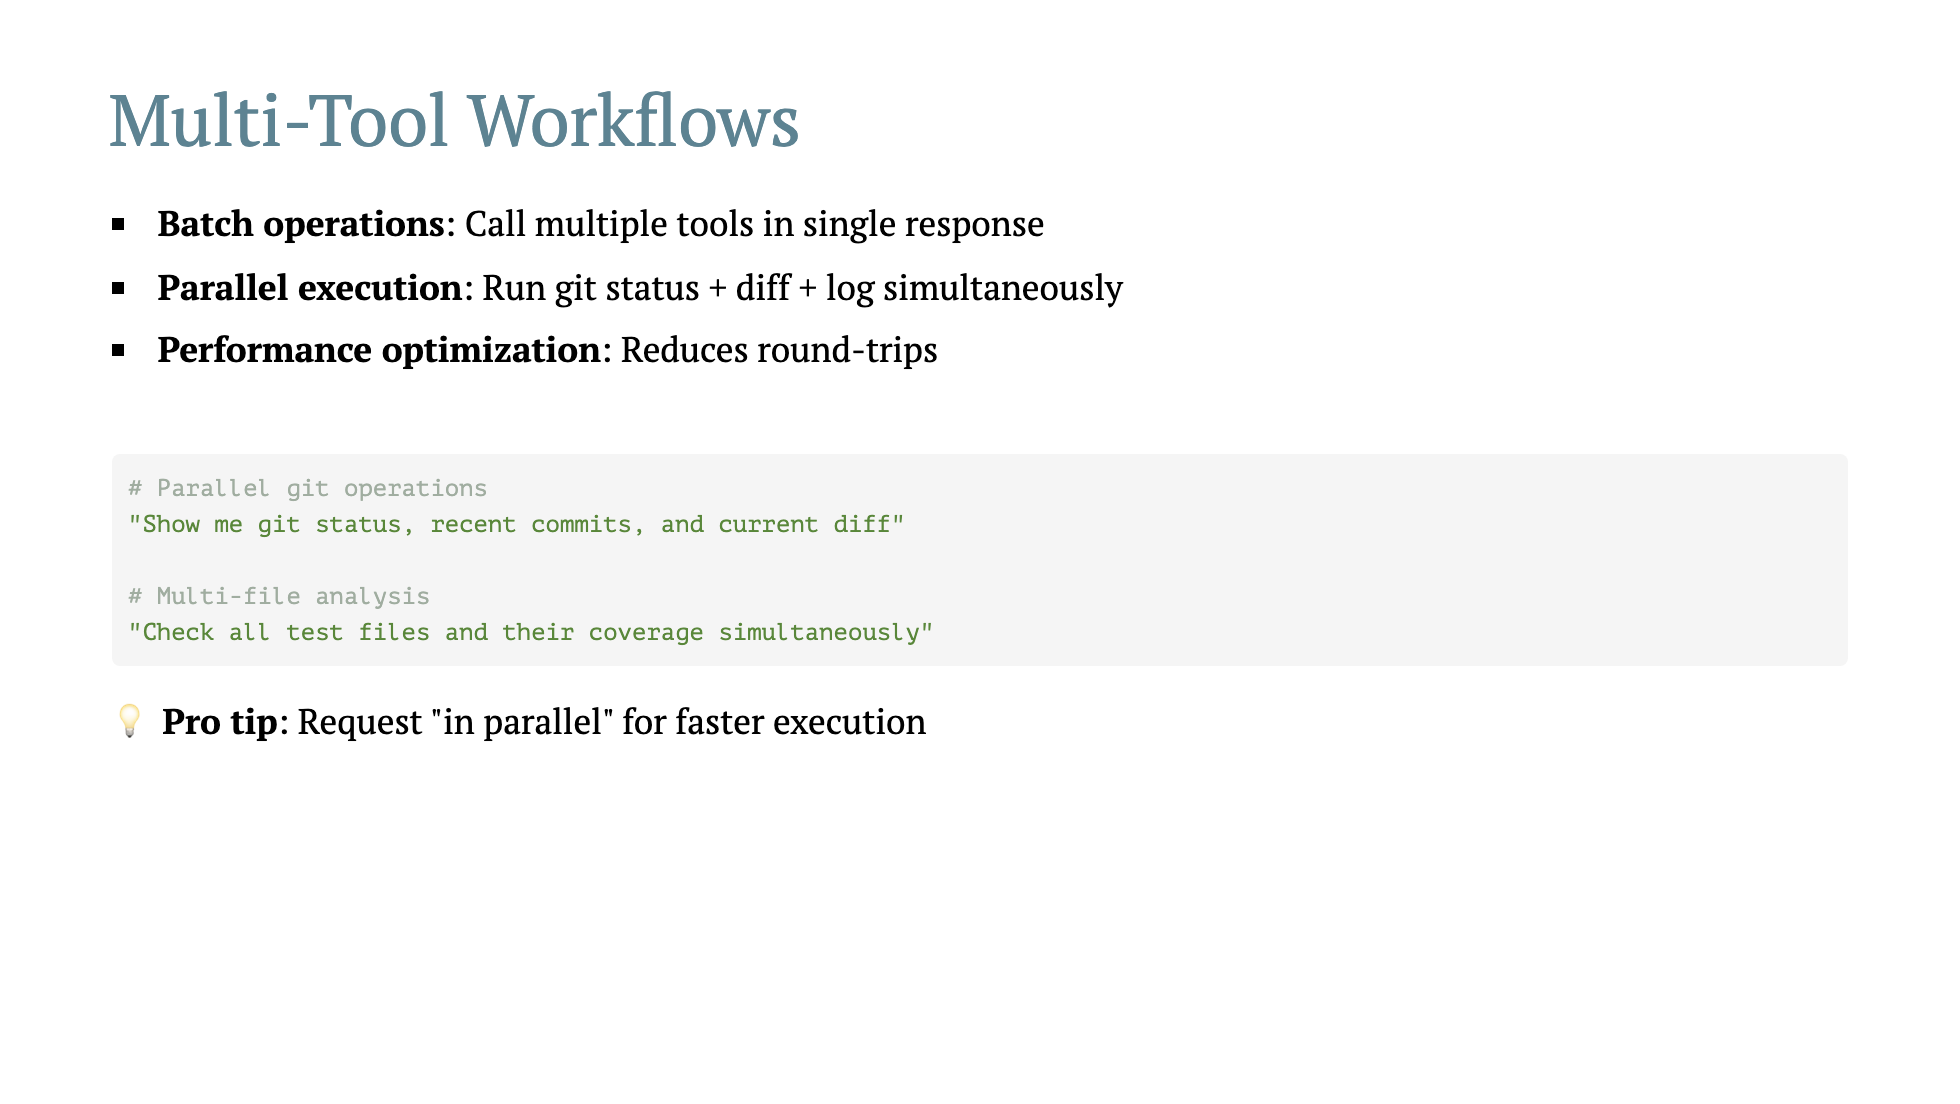 Multi-Tool Workflows
▪ Batch operations: Call multiple tools in single response
▪ Parallel execution: Run git status + diff + log simultaneously
▪ Performance optimization: Reduces round-trips
# Parallel git operations
"Show me git status, recent commits, and current diff"
# Multi-file analysis
"Check all test files and their coverage simultaneously"
💡 Pro tip: Request "in parallel" for faster execution